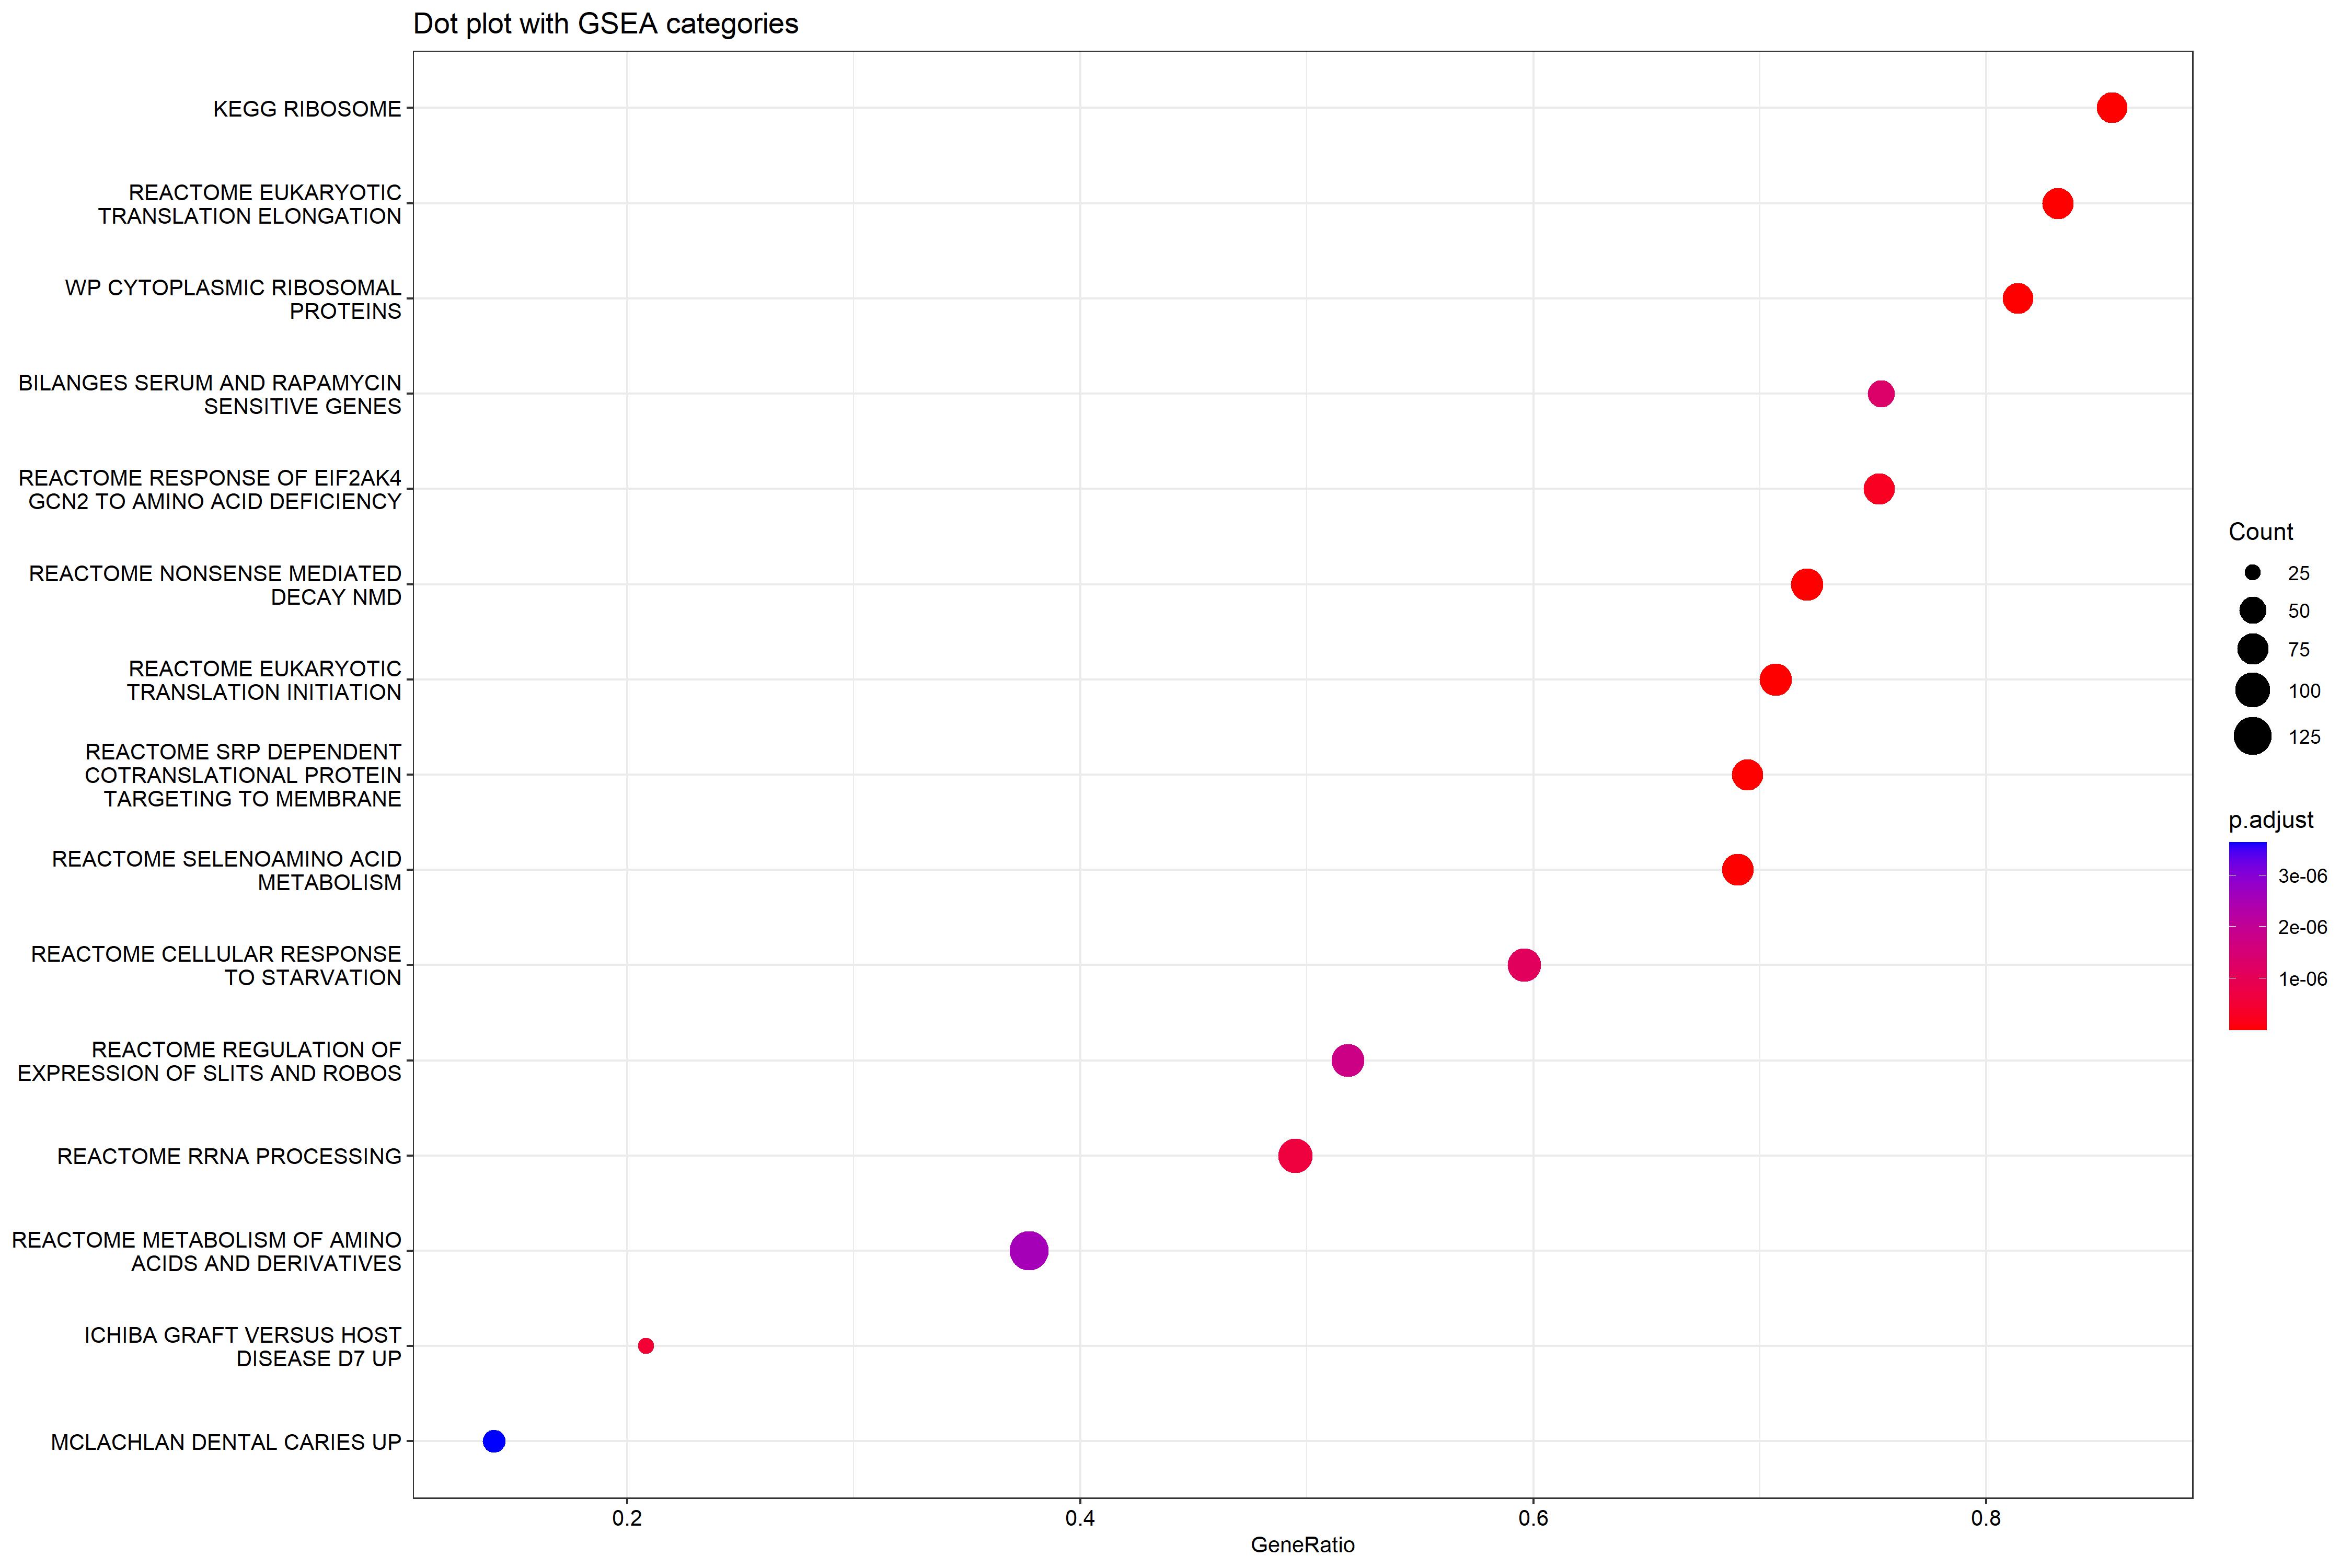 Dot plot with GSEA categories
KEGG RIBOSOME
REACTOME EUKARYOTIC
TRANSLATION ELONGATION
WP CYTOPLASMIC RIBOSOMAL
PROTEINS
BILANGES SERUM AND RAPAMYCIN
SENSITIVE GENES
REACTOME RESPONSE OF EIF2AK4
GCN2 TO AMINO ACID DEFICIENCY
REACTOME NONSENSE MEDIATED
DECAY NMD
REACTOME EUKARYOTIC
TRANSLATION INITIATION
REACTOME SRP DEPENDENT
COTRANSLATIONAL PROTEIN
TARGETING TO MEMBRANE
REACTOME SELENOAMINO ACID
METABOLISM
REACTOME CELLULAR RESPONSE
TO STARVATION
REACTOME REGULATION OF
EXPRESSION OF SLITS AND ROBOS
REACTOME RRNA PROCESSING
REACTOME METABOLISM OF AMINO
ACIDS AND DERIVATIVES
ICHIBA GRAFT VERSUS HOST
DISEASE D7 UP
MCLACHLAN DENTAL CARIES UP
0.2 0.4 0.6 0.8
GeneRatio
Count
25
50
75
100
125
p.adjust
3e-06
2e-06
1e-06